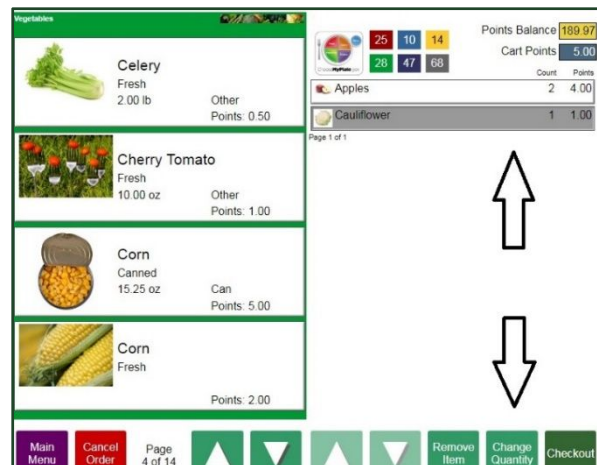 Vegetables
Celery
Fresh
2.00 lb
Other
Points: 0.50
Cherry Tomato
Fresh
10.00 oz
Other
Points: 1.00
Corn
Canned
15.25 oz
Can
Points: 5.00
Corn
Fresh
Points: 2.00
25 10 14
28 47 68
Points Balance 189.97
Cart Points 5.00
Count Points
Apples 2 4.00
Cauliflower 1 1.00
Page 1 of 1
Main Menu
Cancel Order
Page 4 of 14
Remove Item
Change Quantity
Checkout